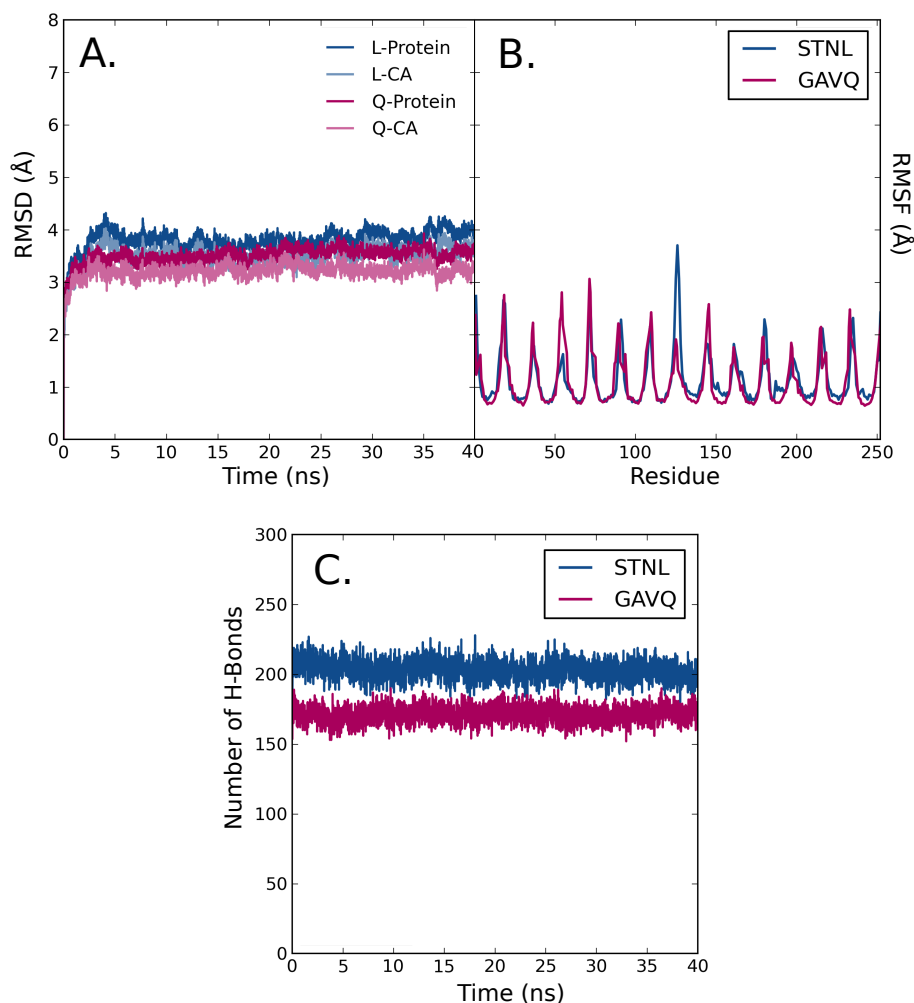 A.
L-Protein
L-CA
Q-Protein
Q-CA
8
7
6
5
4
3
2
1
0
RMSD (Å)
0 5 10 15 20 25 30 35 40
Time (ns)
B.
STNL
GAVQ
RMSF (Å)
0 50 100 150 200 250
Residue
C.
STNL
GAVQ
300
250
200
150
100
50
0
Number of H-Bonds
0 5 10 15 20 25 30 35 40
Time (ns)